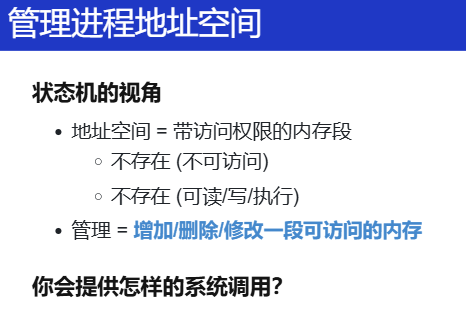 管理进程地址空间
状态机的视角
• 地址空间 = 带访问权限的内存段
○ 不存在 (不可访问)
○ 不存在 (可读/写/执行)
• 管理 = 增加/删除/修改一段可访问的内存
你会提供怎样的系统调用？